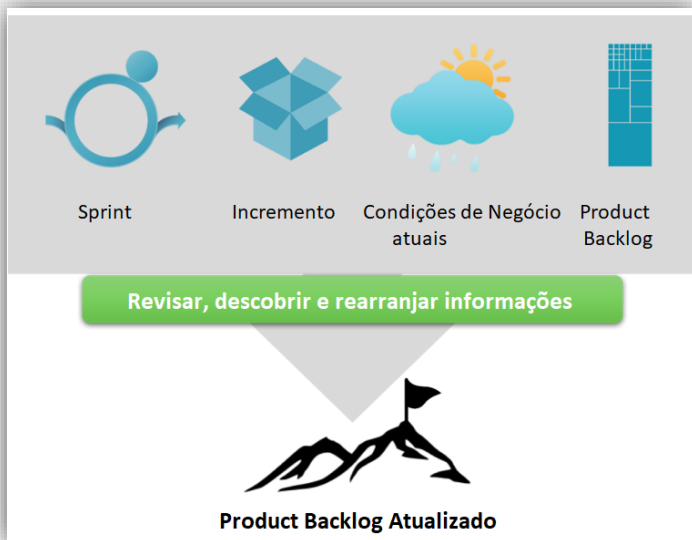 Sprint
Incremento
Condições de Negócio
atuais
Product
Backlog
Revisar, descobrir e rearranjar informações
Product Backlog Atualizado